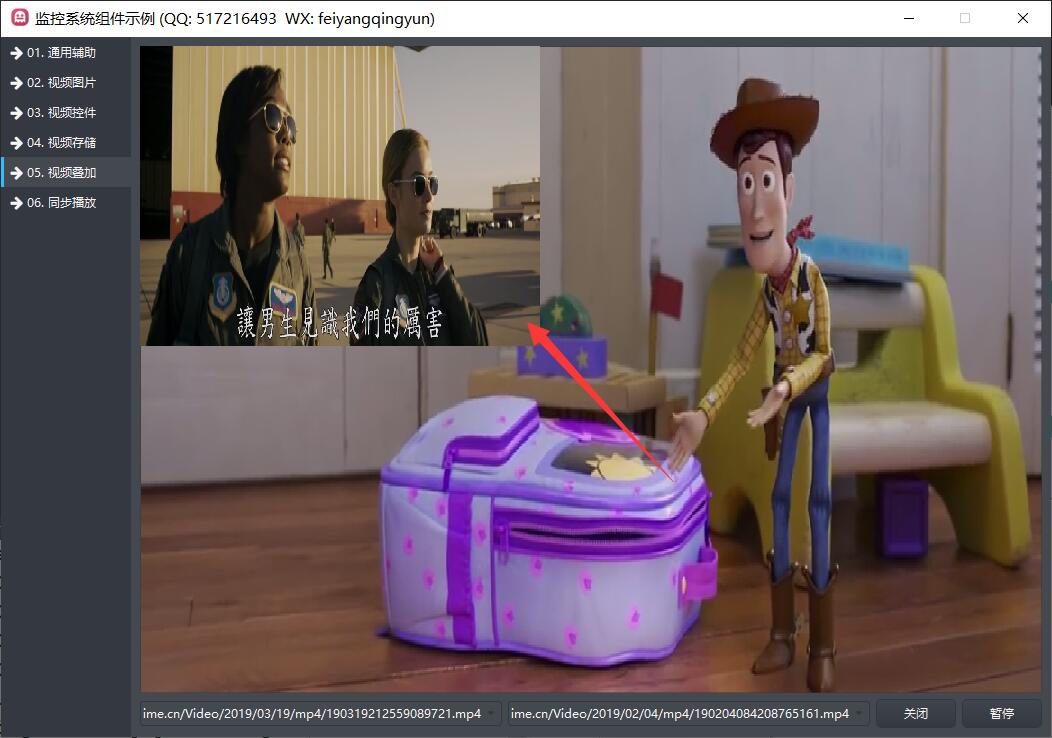 监控系统组件示例 (QQ: 517216493  WX: feiyangqingyun)
01. 通用辅助
02. 视频图片
03. 视频控件
04. 视频存储
05. 视频叠加
06. 同步播放
讓男生見識我們的厲害
ime.cn/Video/2019/03/19/mp4/190319212559089721.mp4
ime.cn/Video/2019/02/04/mp4/190204084208765161.mp4
关闭
暂停